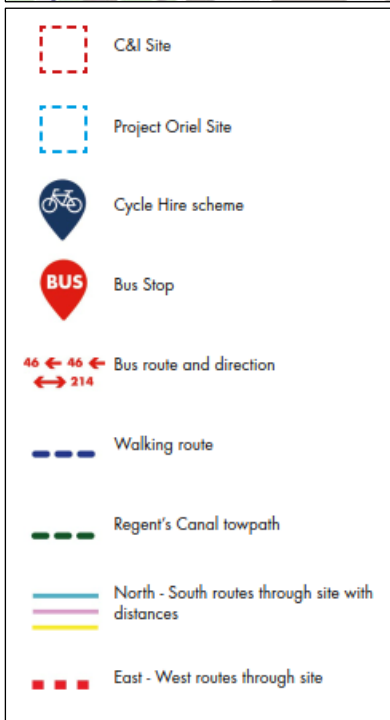 C&I Site
Project Oriel Site
Cycle Hire scheme
BUS
Bus Stop
46 ← 46 ←
↔ 214
Bus route and direction
Walking route
Regent's Canal towpath
North - South routes through site with
distances
East - West routes through site